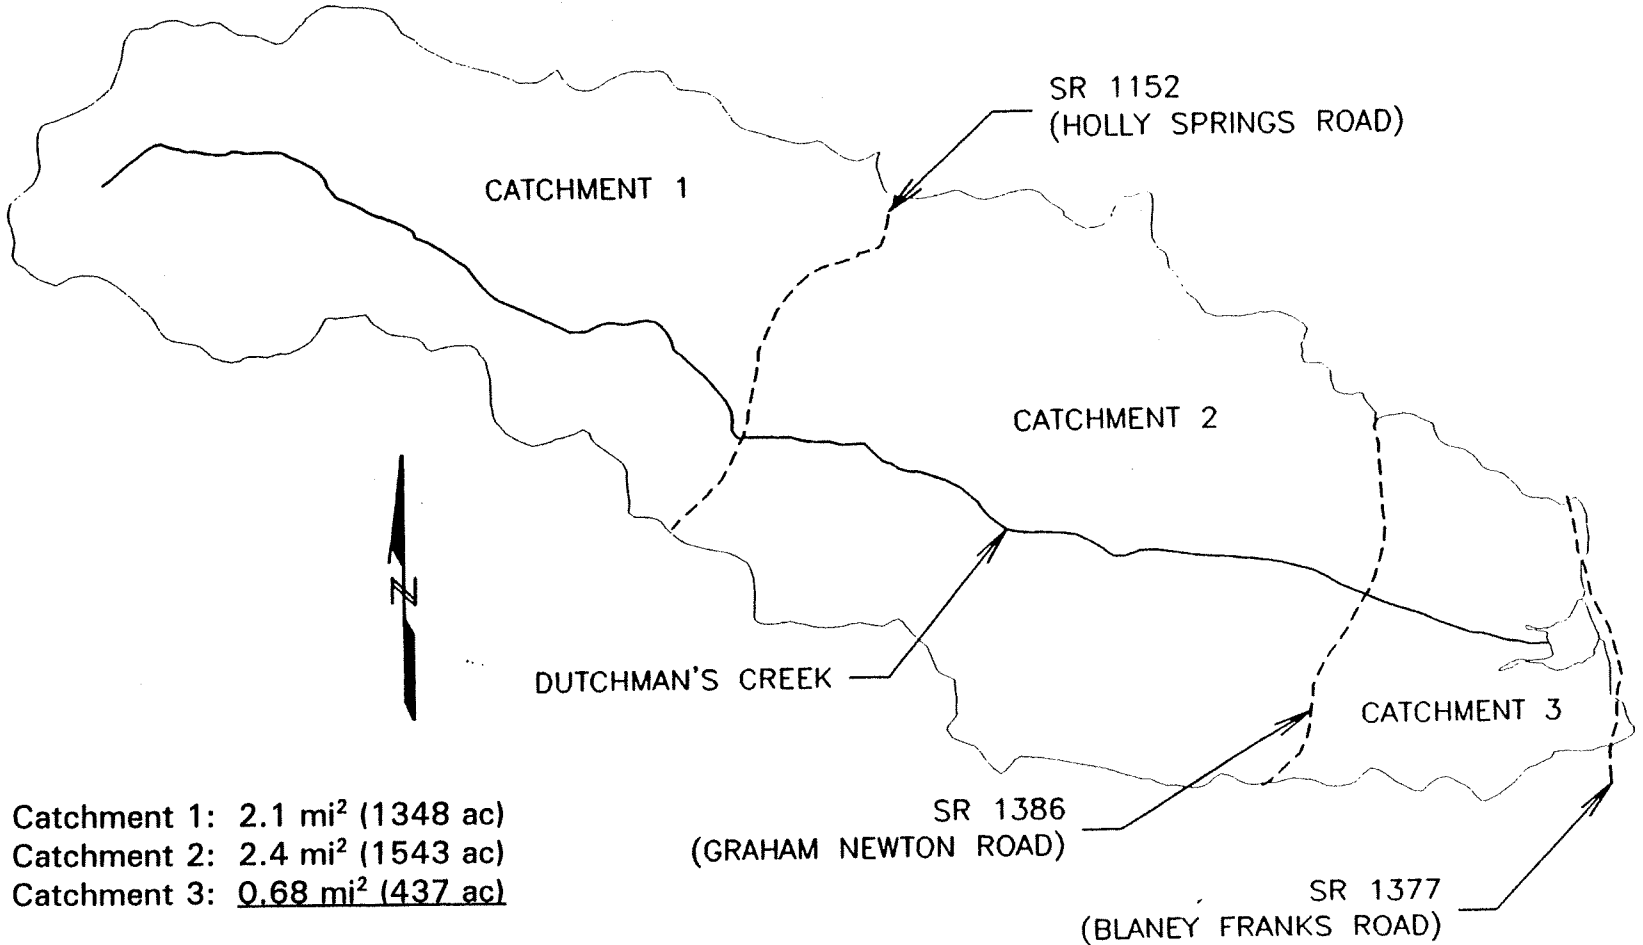 SR 1152
(HOLLY SPRINGS ROAD)
CATCHMENT 1
CATCHMENT 2
N
DUTCHMAN'S CREEK
CATCHMENT 3
SR 1386
(GRAHAM NEWTON ROAD)
SR 1377
(BLANEY FRANKS ROAD)
Catchment 1: 2.1 mi² (1348 ac)
Catchment 2: 2.4 mi² (1543 ac)
Catchment 3: 0.68 mi² (437 ac)